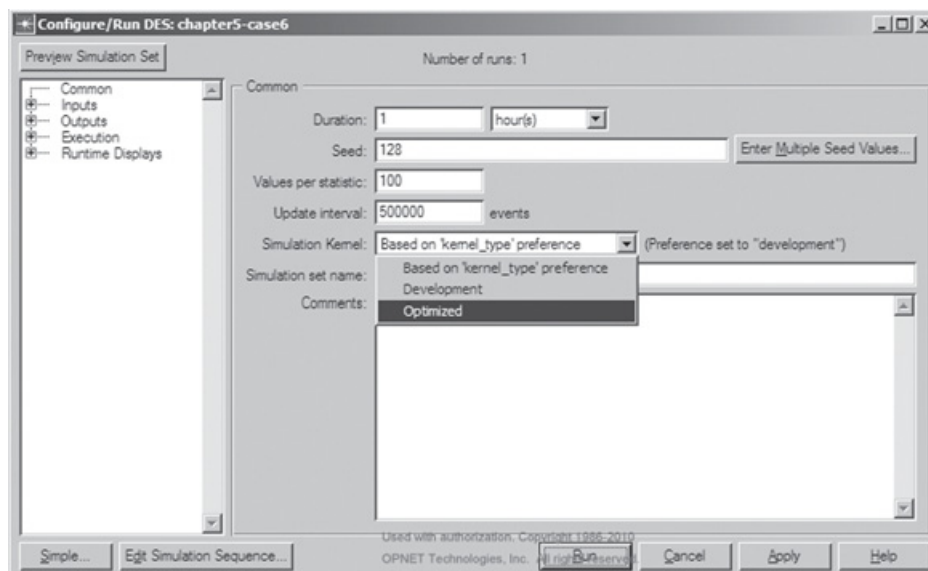 Configure/Run DES: chapter5-case6
Preview Simulation Set
Number of runs: 1
Common
Inputs
Outputs
Execution
Runtime Displays
Common
Duration: 1 hour(s)
Seed: 128 Enter Multiple Seed Values...
Values per statistic: 100
Update interval: 500000 events
Simulation Kernel: Based on 'kernel_type' preference (Preference set to "development")
Based on 'kernel_type' preference
Development
Optimized
Simulation set name:
Comments:
Used with authorization. Copyright 1986-2010
OPNET Technologies, Inc. All rights reserved.
Simple... Edit Simulation Sequence... Run Cancel Apply Help